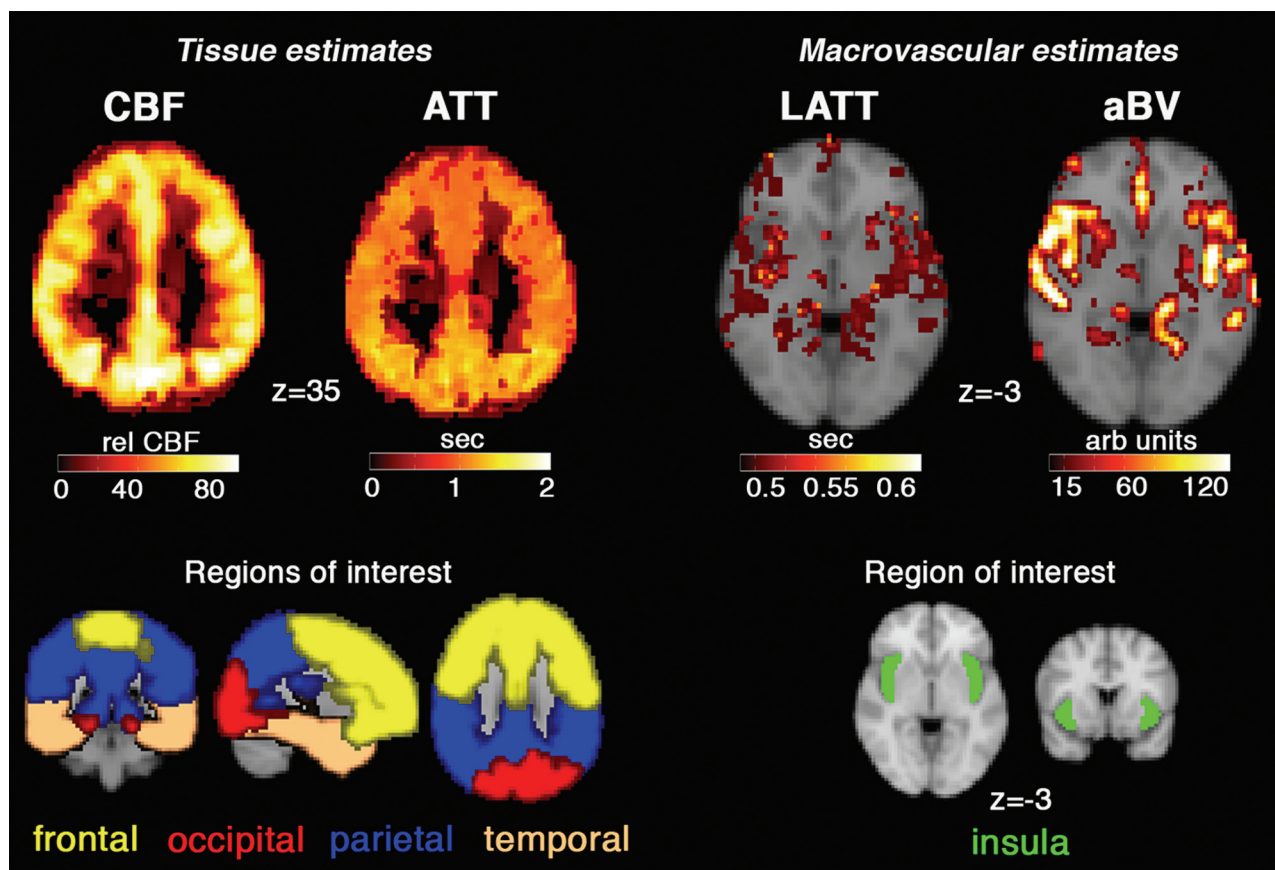 Tissue estimates
Macrovascular estimates
CBF
ATT
LATT
aBV
z=35
z=-3
rel CBF
sec
sec
arb units
0 40 80
0 1 2
0.5 0.55 0.6
15 60 120
Regions of interest
Region of interest
z=-3
frontal occipital parietal temporal
insula